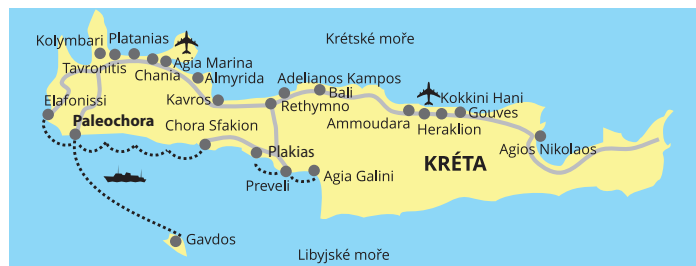 Krétské moře
Kolymbari
Platanias
Tavronitis
Agia Marina
Chania
Almyrida
Adelianos Kampos
Bali
Kokkini Hani
Elafonissi
Kavros
Rethymno
Gouves
Ammoudara
Heraklion
Paleochora
Chora Sfakion
Plakias
Agios Nikolaos
KRÉTA
Preveli
Agia Galini
Gavdos
Libyjské moře